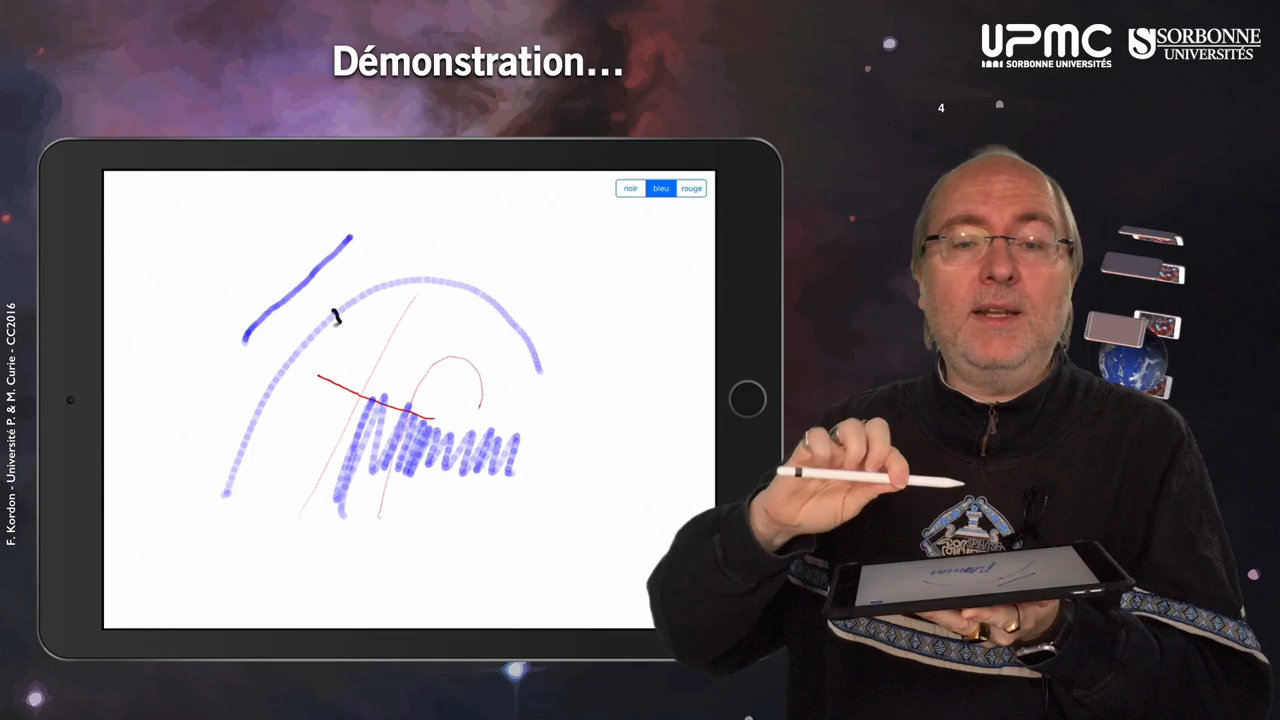 Démonstration...
UPMC
SORBONNE UNIVERSITÉS
SORBONNE
UNIVERSITÉS
4
noir
bleu
rouge
F. Kordon - Université P. & M. Curie - CC2016